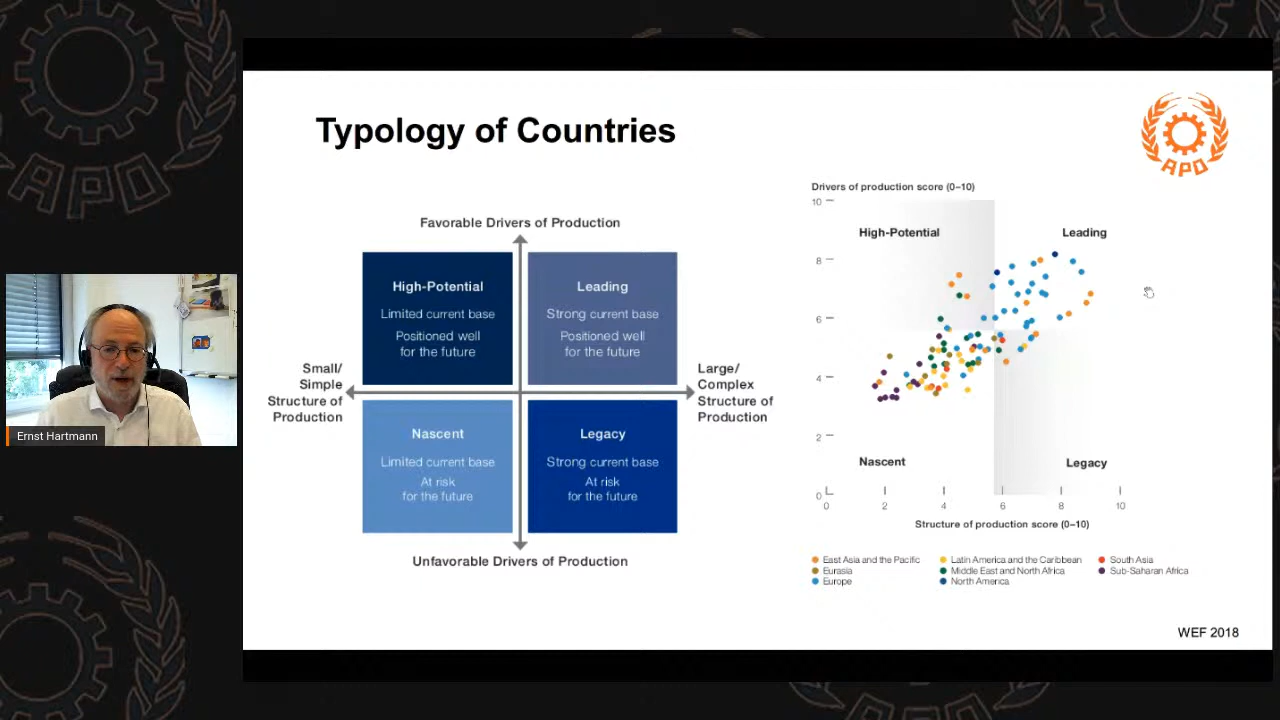 Typology of Countries
APO
Favorable Drivers of Production
High-Potential
Limited current base
Positioned well
for the future
Leading
Strong current base
Positioned well
for the future
Small/
Simple
Structure of
Production
Large/
Complex
Structure of
Production
Nascent
Limited current base
At risk
for the future
Legacy
Strong current base
At risk
for the future
Unfavorable Drivers of Production
Drivers of production score (0–10)
10
8
6
4
2
0
High-Potential
Leading
Nascent
Legacy
0 2 4 6 8 10
Structure of production score (0–10)
East Asia and the Pacific
Eurasia
Europe
Latin America and the Caribbean
Middle East and North Africa
North America
South Asia
Sub-Saharan Africa
WEF 2018
Ernst Hartmann
APO
APO